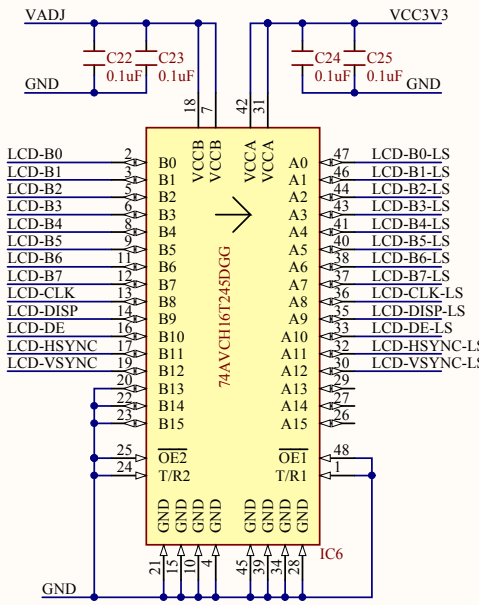 VADJ VCC3V3
C22 C23 C24 C25
0.1uF 0.1uF 0.1uF 0.1uF
GND GND
18 7 42 31
VCCB VCCB VCCA VCCA
LCD-B0 2 B0 A0 47 LCD-B0-LS
LCD-B1 3 B1 A1 46 LCD-B1-LS
LCD-B2 5 B2 A2 44 LCD-B2-LS
LCD-B3 6 B3 A3 43 LCD-B3-LS
LCD-B4 8 B4 A4 41 LCD-B4-LS
LCD-B5 9 B5 A5 40 LCD-B5-LS
LCD-B6 11 B6 A6 38 LCD-B6-LS
LCD-B7 12 B7 A7 37 LCD-B7-LS
LCD-CLK 13 B8 A8 36 LCD-CLK-LS
LCD-DISP 14 B9 A9 35 LCD-DISP-LS
LCD-DE 16 B10 A10 33 LCD-DE-LS
LCD-HSYNC 17 B11 A11 32 LCD-HSYNC-LS
LCD-VSYNC 19 B12 A12 30 LCD-VSYNC-LS
20 B13 A13 29
22 B14 A14 27
23 B15 A15 26
74AVCH16T245DGG
25 OE2 OE1 48
24 T/R2 T/R1 1
GND GND GND GND GND GND GND GND
21 15 10 4 45 39 34 28
IC6
GND